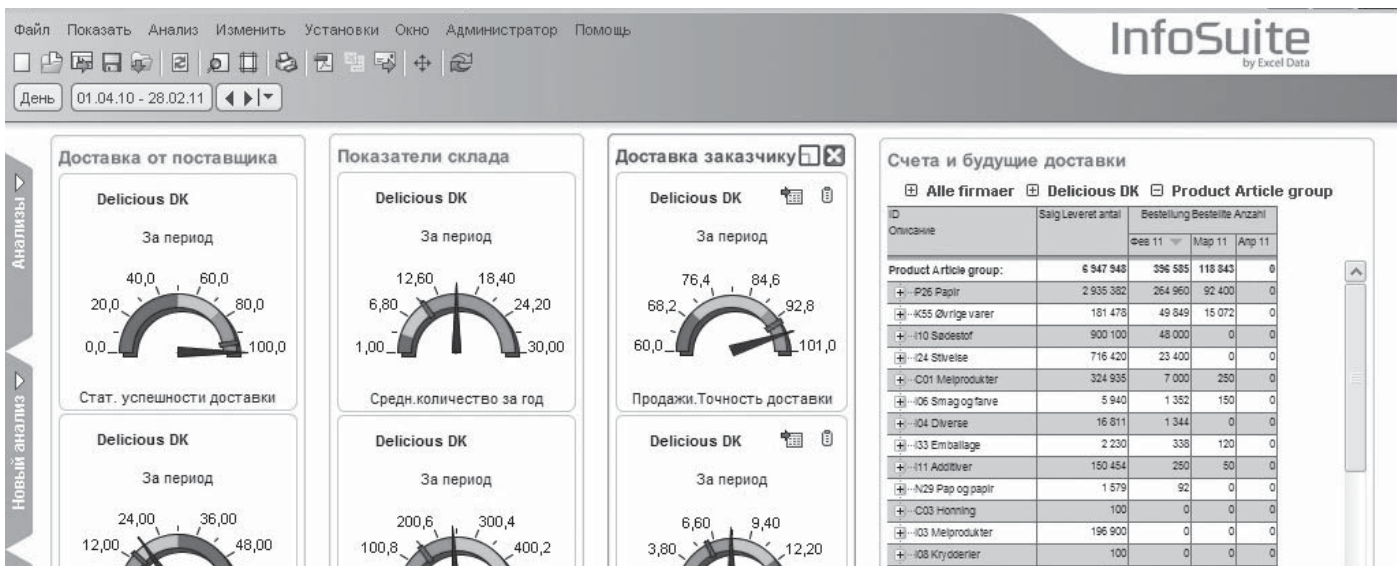 Файл Показать Анализ Изменить Установки Окно Администратор Помощь
InfoSuite
by Excel Data
День 01.04.10 - 28.02.11
Анализы
Новый анализ
Доставка от поставщика
Delicious DK
За период
40,0 60,0
20,0 80,0
0,0 100,0
Стат. успешности доставки
Delicious DK
За период
24,00 36,00
12,00 48,00
Показатели склада
Delicious DK
За период
12,60 18,40
6,80 24,20
1,00 30,00
Средн.количество за год
Delicious DK
За период
200,6 300,4
100,8 400,2
Доставка заказчику
Delicious DK
За период
76,4 84,6
68,2 92,8
60,0 101,0
Продажи.Точность доставки
Delicious DK
За период
6,60 9,40
3,80 12,20
Счета и будущие доставки
Alle firmaer Delicious DK Product Article group
ID Salg Leveret antal Bestellung Bestellte Anzahl
Описание
Фев 11 Мар 11 Апр 11
Product Article group: 6 947 948 396 585 118 843 0
P26 Papir 2 935 382 264 960 92 400 0
K55 Øvrige varer 181 478 49 849 15 072 0
I10 Sødestof 900 100 48 000 0 0
I24 Stivelse 716 420 23 400 0 0
C01 Melprodukter 324 935 7 000 250 0
I06 Smag og farve 5 940 1 352 150 0
I04 Diverse 16 811 1 344 0 0
I33 Emballage 2 230 338 120 0
I11 Additiver 150 454 250 50 0
N29 Pap og papir 1 579 92 0 0
C03 Honning 100 0 0 0
I03 Melprodukter 196 900 0 0 0
I08 Krydderier 100 0 0 0